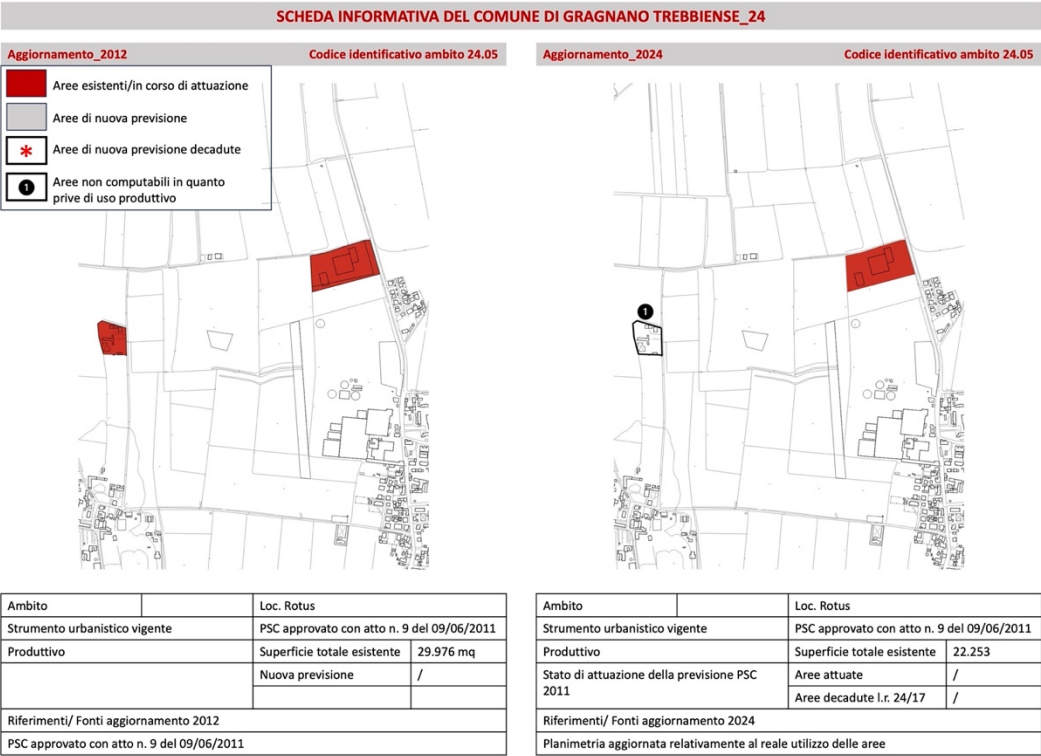 SCHEDA INFORMATIVA DEL COMUNE DI GRAGNANO TREBBIENSE_24
Aggiornamento_2012 Codice identificativo ambito 24.05
Aree esistenti/in corso di attuazione
Aree di nuova previsione
* Aree di nuova previsione decadute
1 Aree non computabili in quanto
prive di uso produttivo
Ambito Loc. Rotus
Strumento urbanistico vigente PSC approvato con atto n. 9 del 09/06/2011
Produttivo Superficie totale esistente 29.976 mq
Nuova previsione /
Riferimenti/ Fonti aggiornamento 2012
PSC approvato con atto n. 9 del 09/06/2011
Aggiornamento_2024 Codice identificativo ambito 24.05
1
Ambito Loc. Rotus
Strumento urbanistico vigente PSC approvato con atto n. 9 del 09/06/2011
Produttivo Superficie totale esistente 22.253
Stato di attuazione della previsione PSC
2011
Aree attuate /
Aree decadute l.r. 24/17 /
Riferimenti/ Fonti aggiornamento 2024
Planimetria aggiornata relativamente al reale utilizzo delle aree